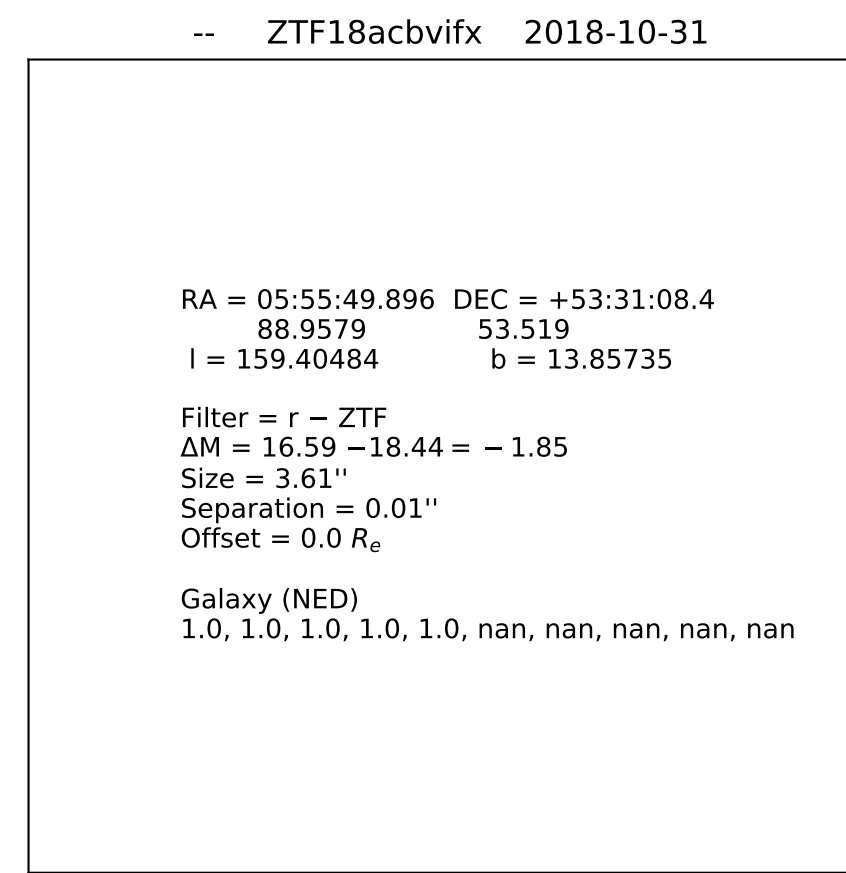 -- ZTF18acbvifx 2018-10-31
RA = 05:55:49.896 DEC = +53:31:08.4
88.9579 53.519
l = 159.40484 b = 13.85735
Filter = r − ZTF
ΔM = 16.59 −18.44 = − 1.85
Size = 3.61''
Separation = 0.01''
Offset = 0.0 Re
Galaxy (NED)
1.0, 1.0, 1.0, 1.0, 1.0, nan, nan, nan, nan, nan